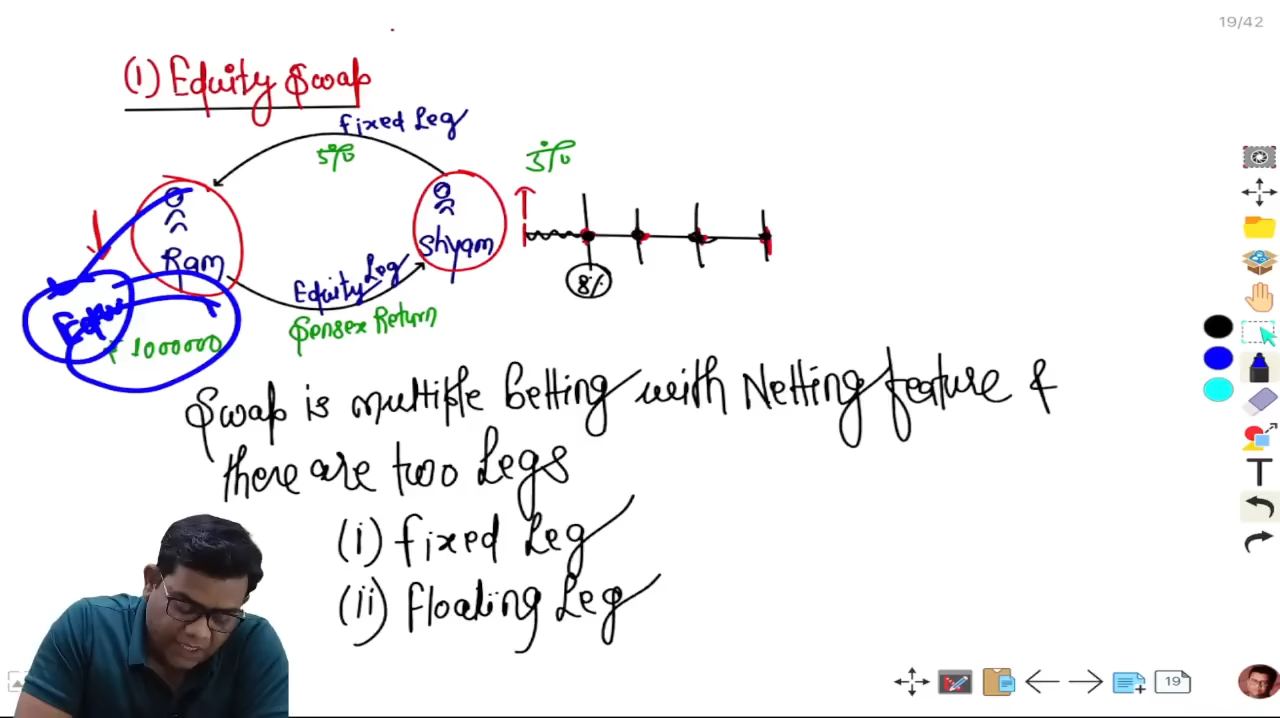 19/42
(1) Equity Swap
Fixed Leg
5%
5%
Ram
Shyam
Equity Leg
Sensex Return
8%
₹ 1000000
Swap is multiple Betting with Netting feature &
there are two Legs
(i) Fixed Leg
(ii) Floating Leg
T
19